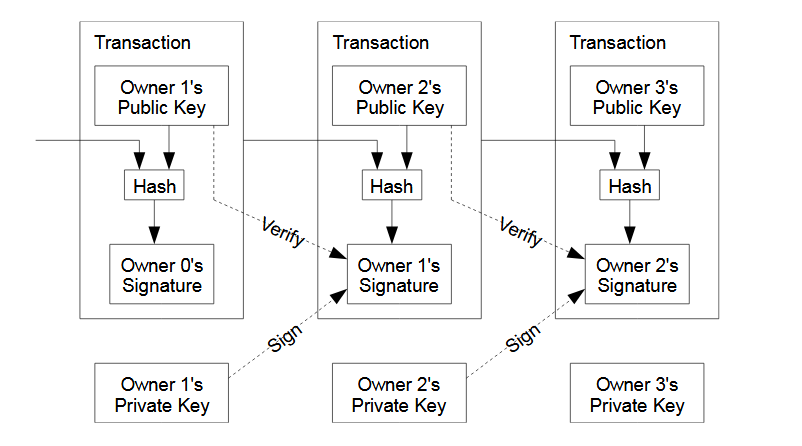 Transaction
Owner 1's
Public Key
Hash
Owner 0's
Signature
Transaction
Owner 2's
Public Key
Hash
Verify
Owner 1's
Signature
Transaction
Owner 3's
Public Key
Hash
Verify
Owner 2's
Signature
Sign
Sign
Owner 1's
Private Key
Owner 2's
Private Key
Owner 3's
Private Key